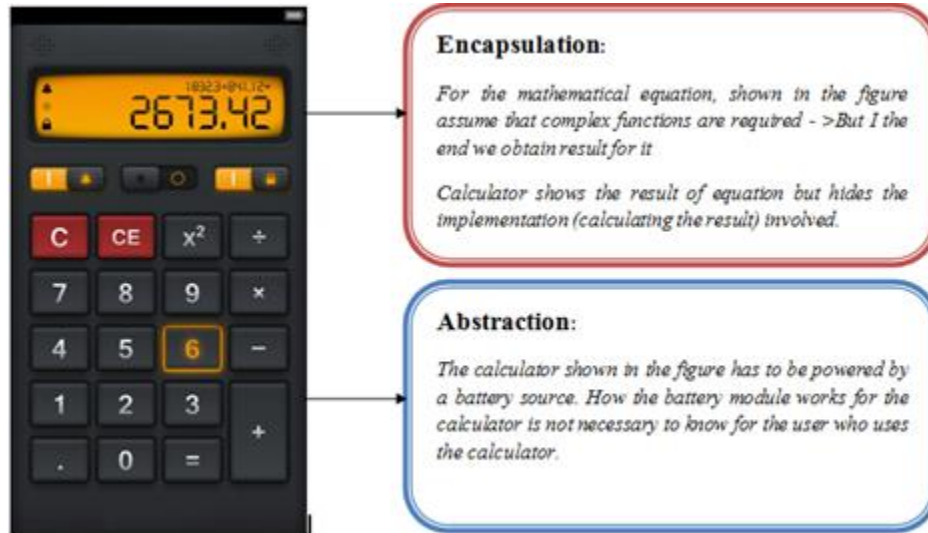 1832.3+841.12=
2673.42
C CE x² ÷
7 8 9 ×
4 5 6 −
1 2 3 +
. 0 =
Encapsulation:
For the mathematical equation, shown in the figure
assume that complex functions are required - >But I the
end we obtain result for it
Calculator shows the result of equation but hides the
implementation (calculating the result) involved.
Abstraction:
The calculator shown in the figure has to be powered by
a battery source. How the battery module works for the
calculator is not necessary to know for the user who uses
the calculator.